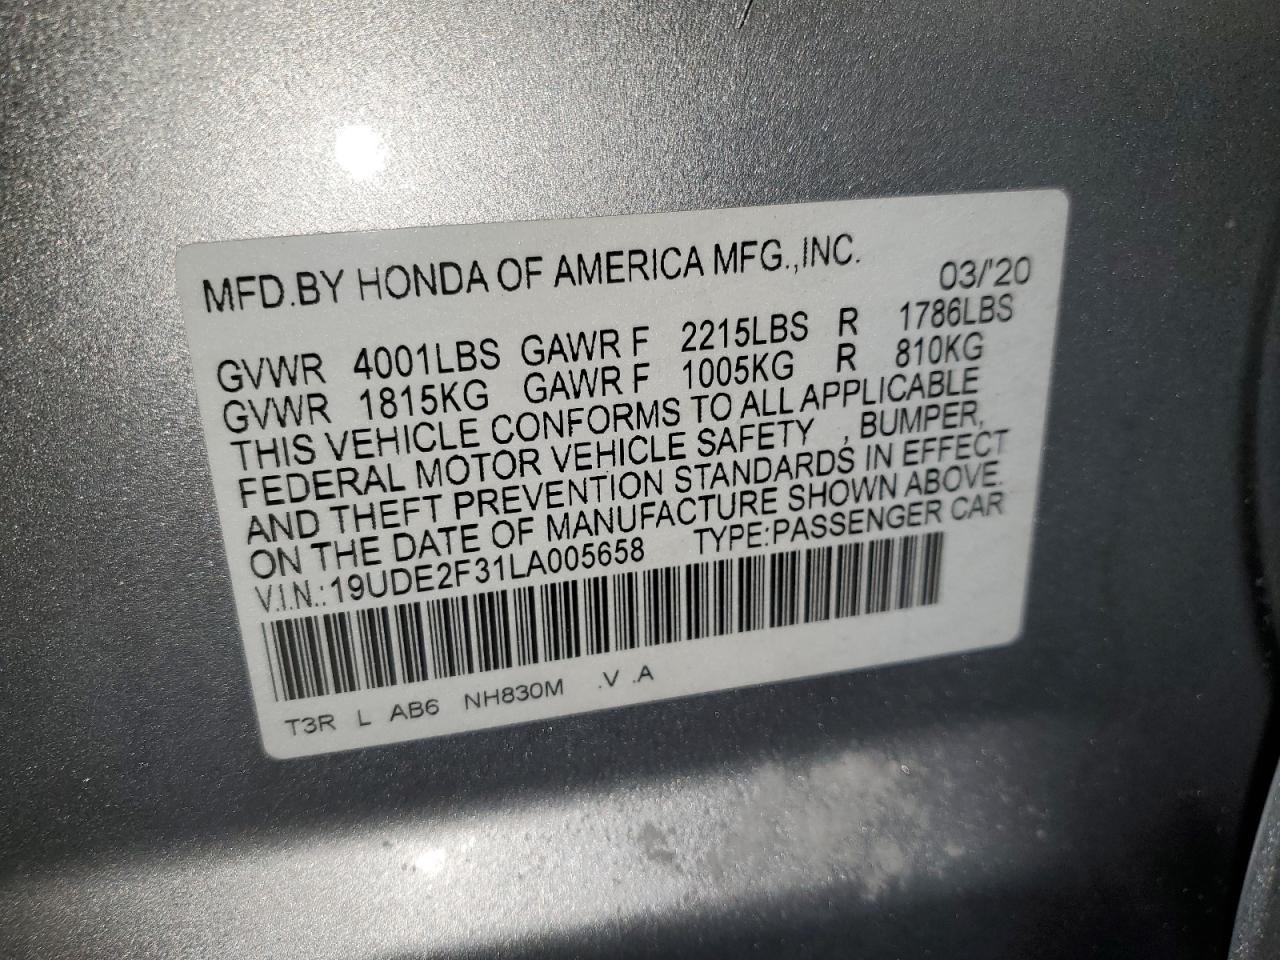 MFD.BY HONDA OF AMERICA MFG.,INC. 03/'20
GVWR 4001LBS GAWR F 2215LBS R 1786LBS
GVWR 1815KG GAWR F 1005KG R 810KG
THIS VEHICLE CONFORMS TO ALL APPLICABLE
FEDERAL MOTOR VEHICLE SAFETY , BUMPER,
AND THEFT PREVENTION STANDARDS IN EFFECT
ON THE DATE OF MANUFACTURE SHOWN ABOVE.
V.I.N.: 19UDE2F31LA005658 TYPE:PASSENGER CAR
T3R L AB6 NH830M .V .A